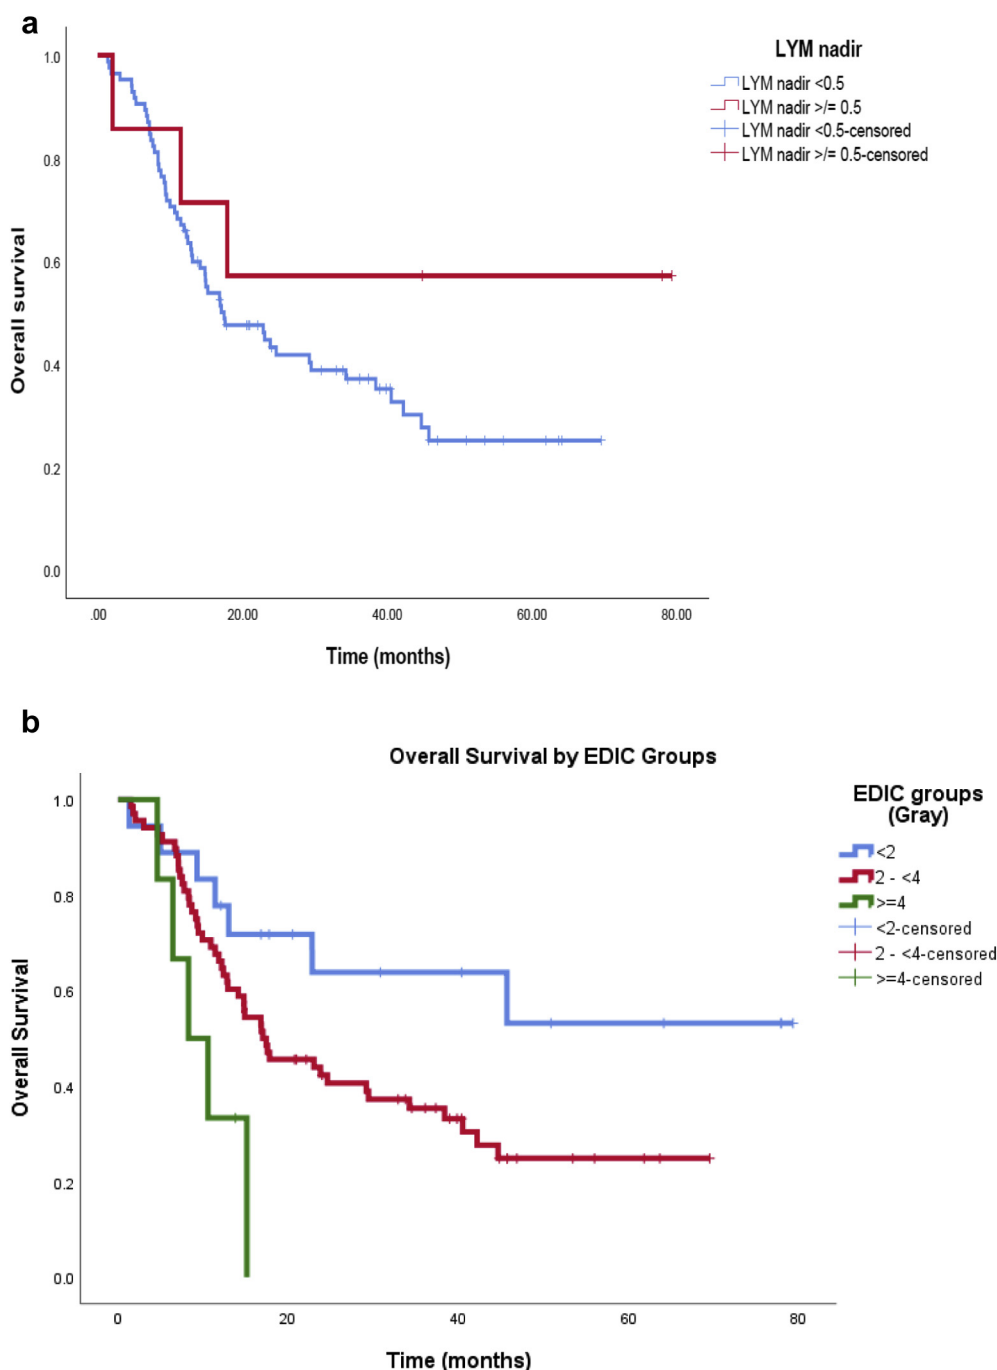 a
LYM nadir
LYM nadir <0.5
LYM nadir >/= 0.5
LYM nadir <0.5-censored
LYM nadir >/= 0.5-censored
1.0
0.8
0.6
0.4
0.2
0.0
Overall survival
.00 20.00 40.00 60.00 80.00
Time (months)
b
Overall Survival by EDIC Groups
EDIC groups
(Gray)
<2
2 - <4
>=4
<2-censored
2 - <4-censored
>=4-censored
1.0
0.8
0.6
0.4
0.2
0.0
Overall Survival
0 20 40 60 80
Time (months)